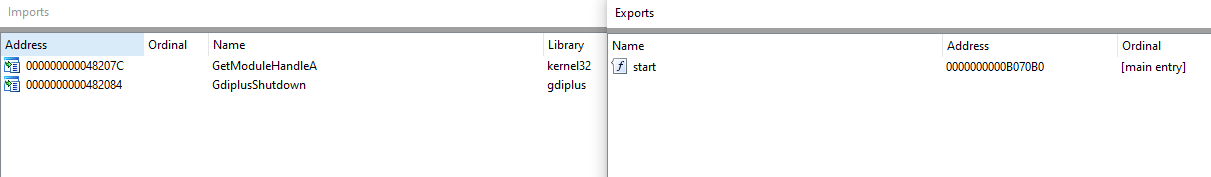 Imports
Address Ordinal Name Library
000000000048207C GetModuleHandleA kernel32
0000000000482084 GdiplusShutdown gdiplus
Exports
Name Address Ordinal
f start 0000000000B070B0 [main entry]